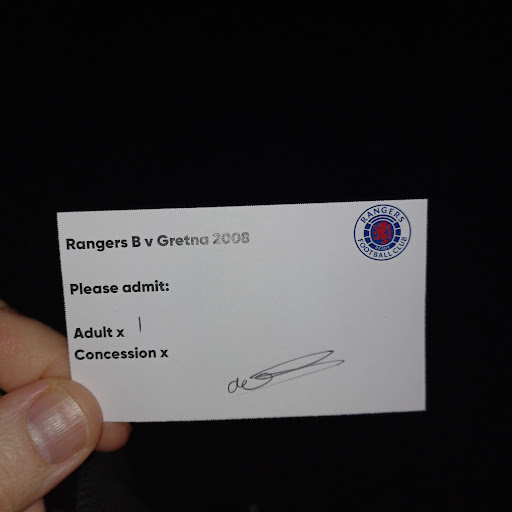 Rangers B v Gretna 2008
RANGERS
FOOTBALL CLUB
Please admit:
Adult x 1
Concession x